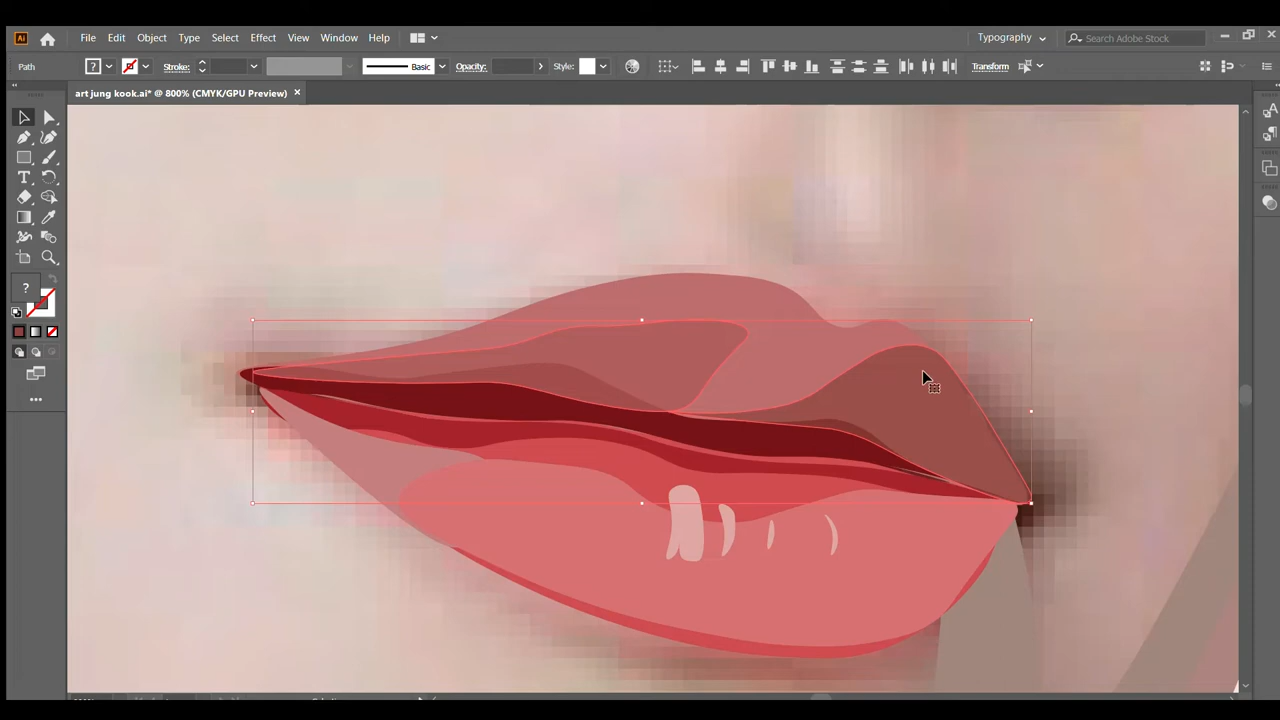 Ai File Edit Object Type Select Effect View Window Help Typography Search Adobe Stock
Path ? Stroke: Basic Opacity: Style: Transform
art jung kook.ai* @ 800% (CMYK/GPU Preview) ×
?